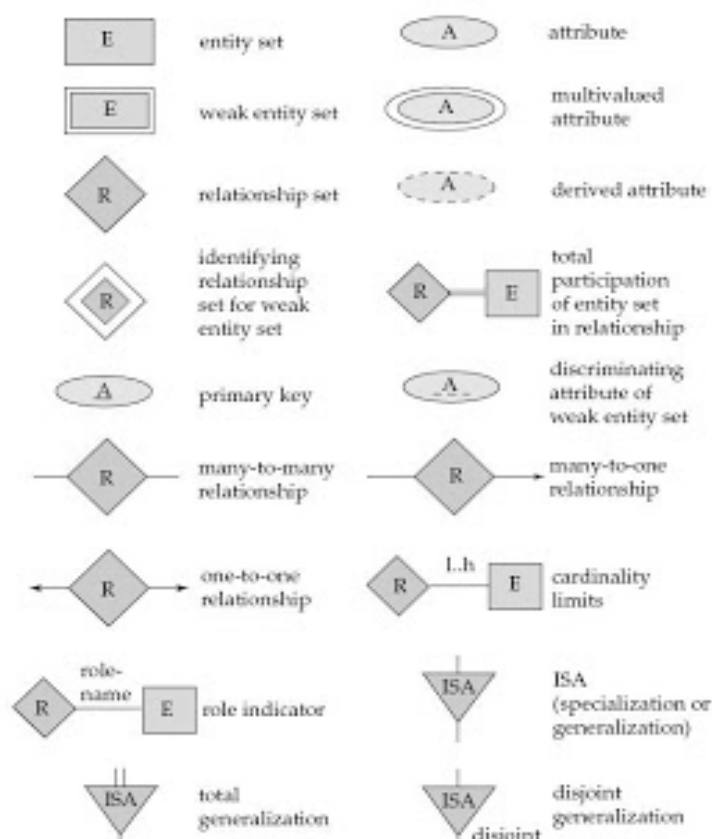 E
entity set
A
attribute
E
weak entity set
A
multivalued
attribute
R
relationship set
A
derived attribute
R
identifying
relationship
set for weak
entity set
R
E
total
participation
of entity set
in relationship
A
primary key
A
discriminating
attribute of
weak entity set
R
many-to-many
relationship
R
many-to-one
relationship
R
one-to-one
relationship
R
l..h
E
cardinality
limits
R
role-
name
E
role indicator
ISA
ISA
(specialization or
generalization)
ISA
total
generalization
ISA
disjoint
disjoint
generalization